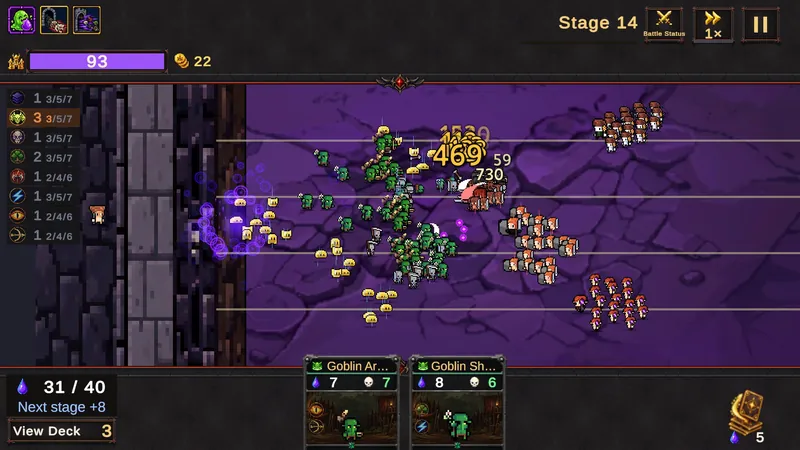 Stage 14
Battle Status
1×
93
22
1 3/5/7
3 3/5/7
1 3/5/7
2 3/5/7
1 2/4/6
1 3/5/7
1 2/4/6
1 2/4/6
469
59
730
31 / 40
Next stage +8
View Deck 3
Goblin Ar...
7 7
Goblin Sh...
8 6
5